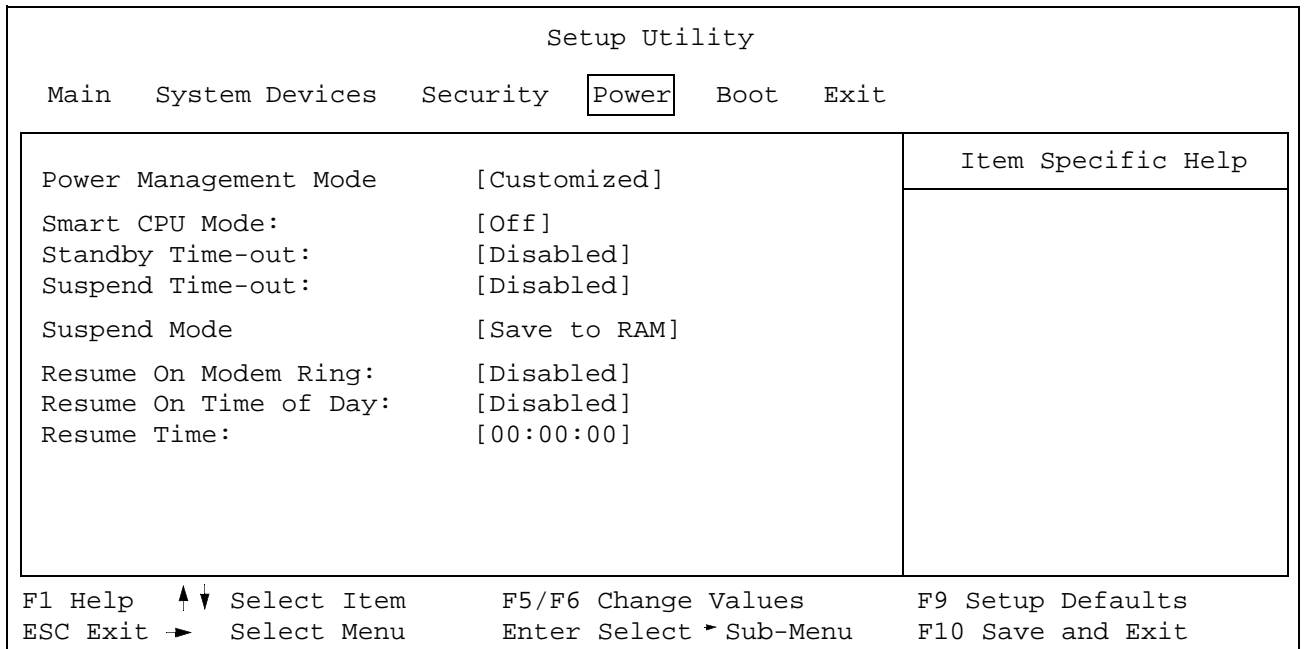 Setup Utility
Main System Devices Security Power Boot Exit
Item Specific Help
Power Management Mode [Customized]
Smart CPU Mode: [Off]
Standby Time-out: [Disabled]
Suspend Time-out: [Disabled]
Suspend Mode [Save to RAM]
Resume On Modem Ring: [Disabled]
Resume On Time of Day: [Disabled]
Resume Time: [00:00:00]
F1 Help Select Item F5/F6 Change Values F9 Setup Defaults
ESC Exit Select Menu Enter Select Sub-Menu F10 Save and Exit